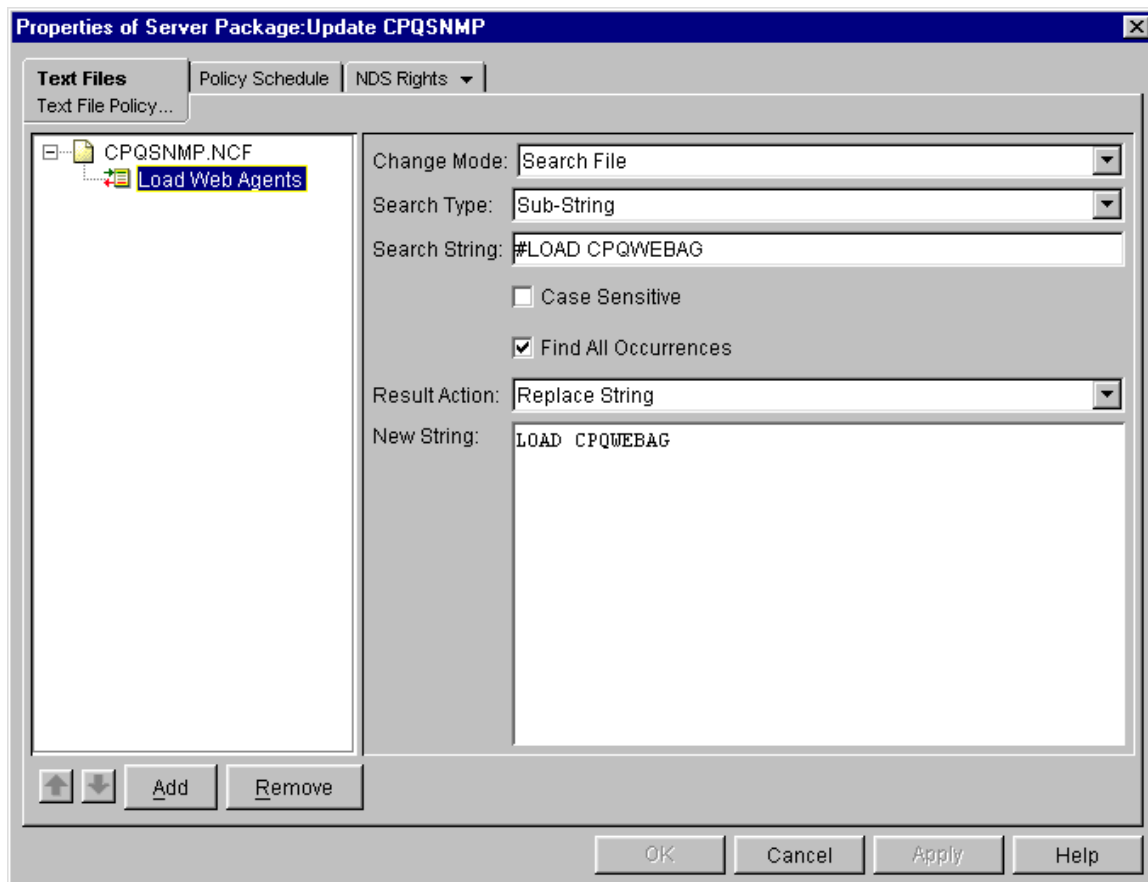 Properties of Server Package:Update CPQSNMP
Text Files
Policy Schedule
NDS Rights
Text File Policy...
CPQSNMP.NCF
Load Web Agents
Change Mode: Search File
Search Type: Sub-String
Search String: #LOAD CPQWEBAG
Case Sensitive
Find All Occurrences
Result Action: Replace String
New String: LOAD CPQWEBAG
Add
Remove
OK
Cancel
Apply
Help